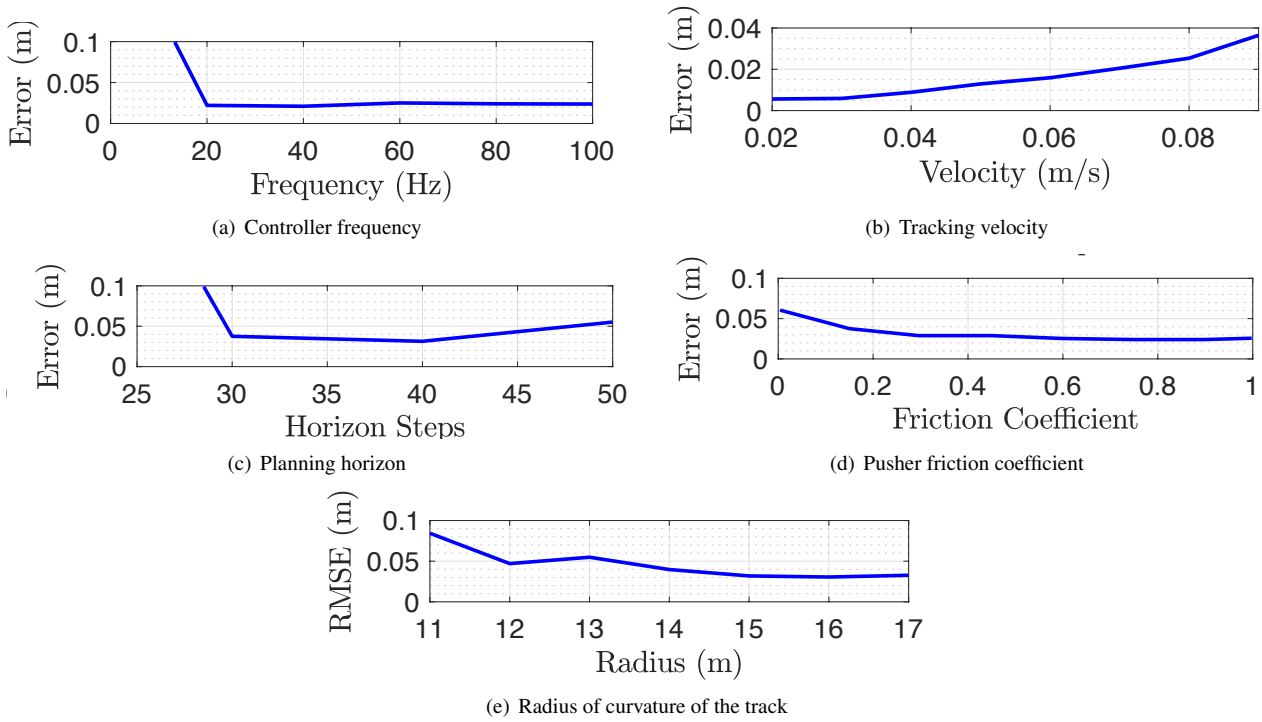 Error (m)
0.1
0.05
0
0 20 40 60 80 100
Frequency (Hz)
(a) Controller frequency
Error (m)
0.04
0.02
0
0.02 0.04 0.06 0.08
Velocity (m/s)
(b) Tracking velocity
Error (m)
0.1
0.05
0
25 30 35 40 45 50
Horizon Steps
(c) Planning horizon
Error (m)
0.1
0.05
0
0 0.2 0.4 0.6 0.8 1
Friction Coefficient
(d) Pusher friction coefficient
RMSE (m)
0.1
0.05
0
11 12 13 14 15 16 17
Radius (m)
(e) Radius of curvature of the track